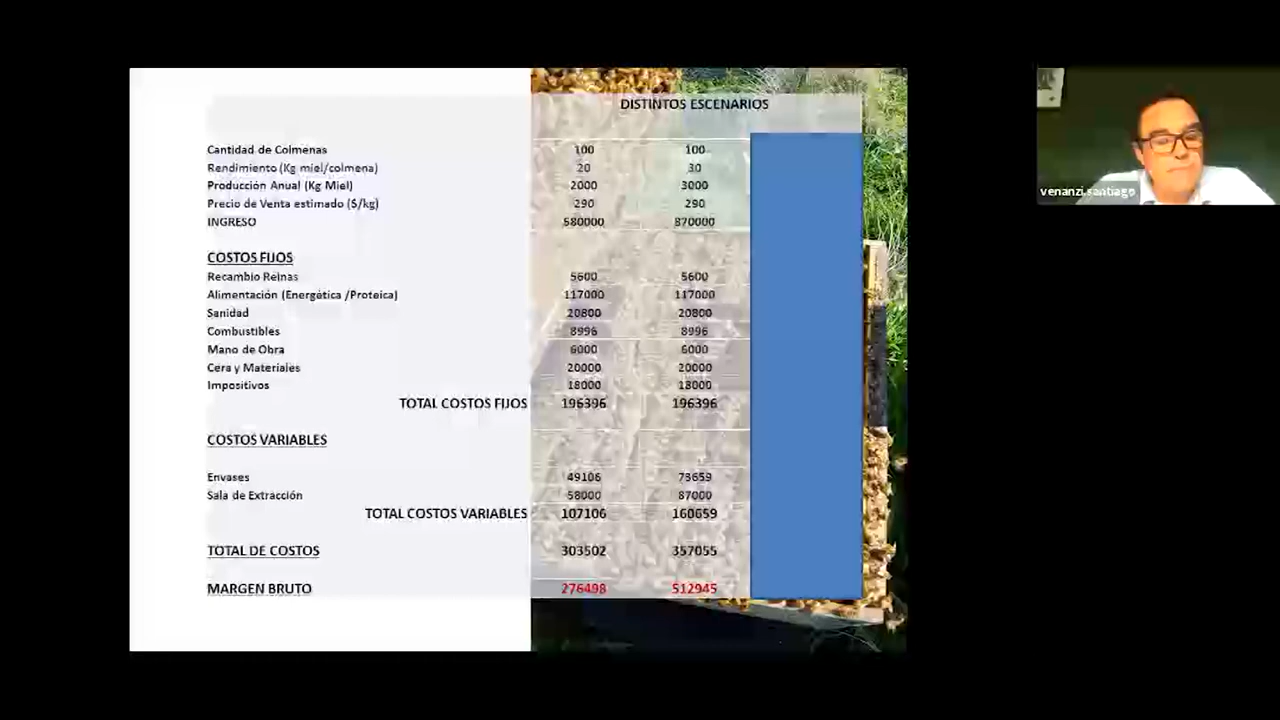 DISTINTOS ESCENARIOS
Cantidad de Colmenas 100 100
Rendimiento (Kg miel/colmena) 20 30
Producción Anual (Kg Miel) 2000 3000
Precio de Venta estimado ($/kg) 290 290
INGRESO 580000 870000
COSTOS FIJOS
Recambio Reinas 5600 5600
Alimentación (Energética /Proteica) 117000 117000
Sanidad 20800 20800
Combustibles 8996 8996
Mano de Obra 6000 6000
Cera y Materiales 20000 20000
Impositivos 18000 18000
TOTAL COSTOS FIJOS 196396 196396
COSTOS VARIABLES
Envases 49106 73659
Sala de Extracción 58000 87000
TOTAL COSTOS VARIABLES 107106 160659
TOTAL DE COSTOS 303502 357055
MARGEN BRUTO 276498 512945
venanzi.santiago